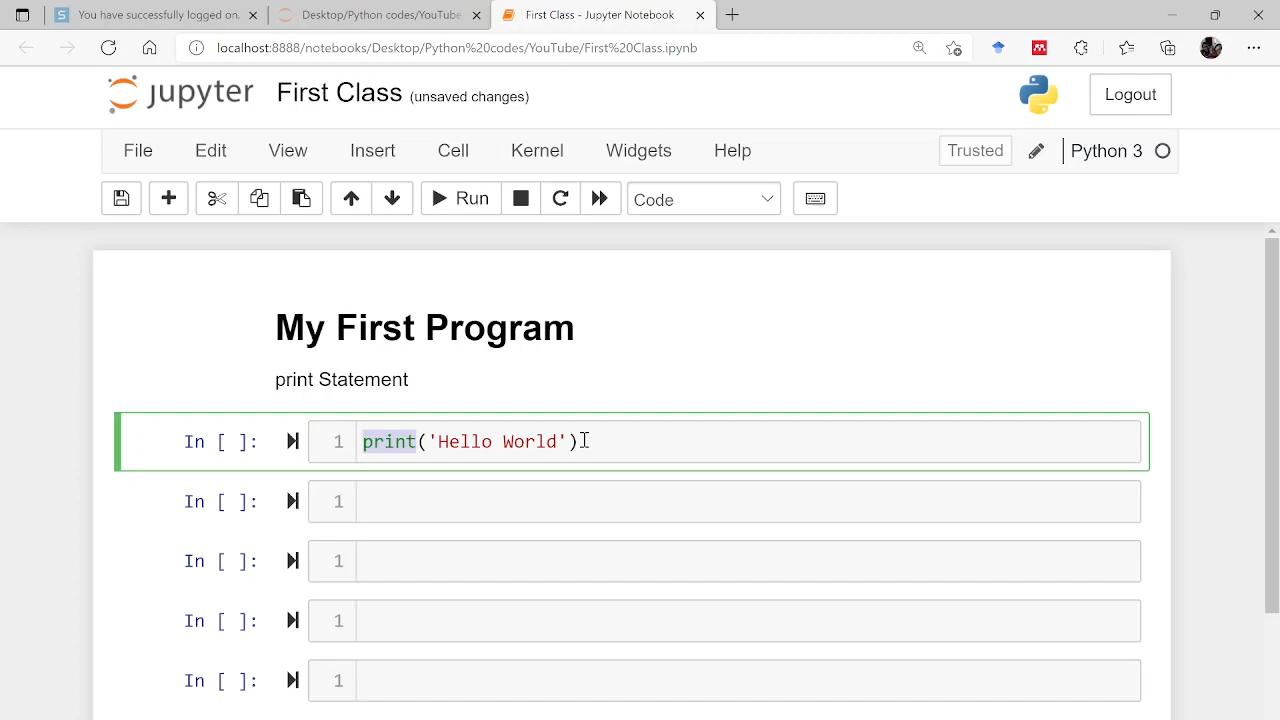 You have successfully logged on
Desktop/Python codes/YouTube
First Class - Jupyter Notebook
localhost:8888/notebooks/Desktop/Python%20codes/YouTube/First%20Class.ipynb
jupyter First Class (unsaved changes)
Logout
File Edit View Insert Cell Kernel Widgets Help Trusted Python 3
Run Code
My First Program
print Statement
In [ ]: 1 print('Hello World')
In [ ]: 1
In [ ]: 1
In [ ]: 1
In [ ]: 1